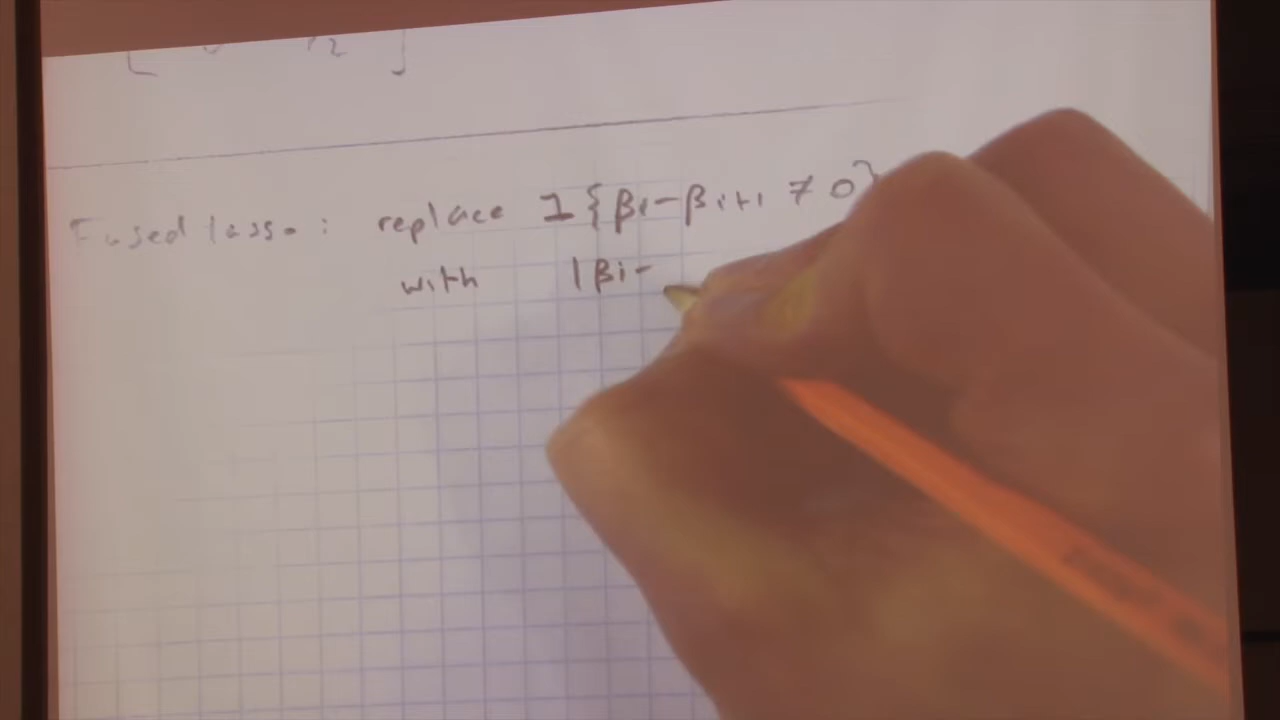 Fused lasso: replace 1{βi-βi+1 ≠ 0}
with |βi-